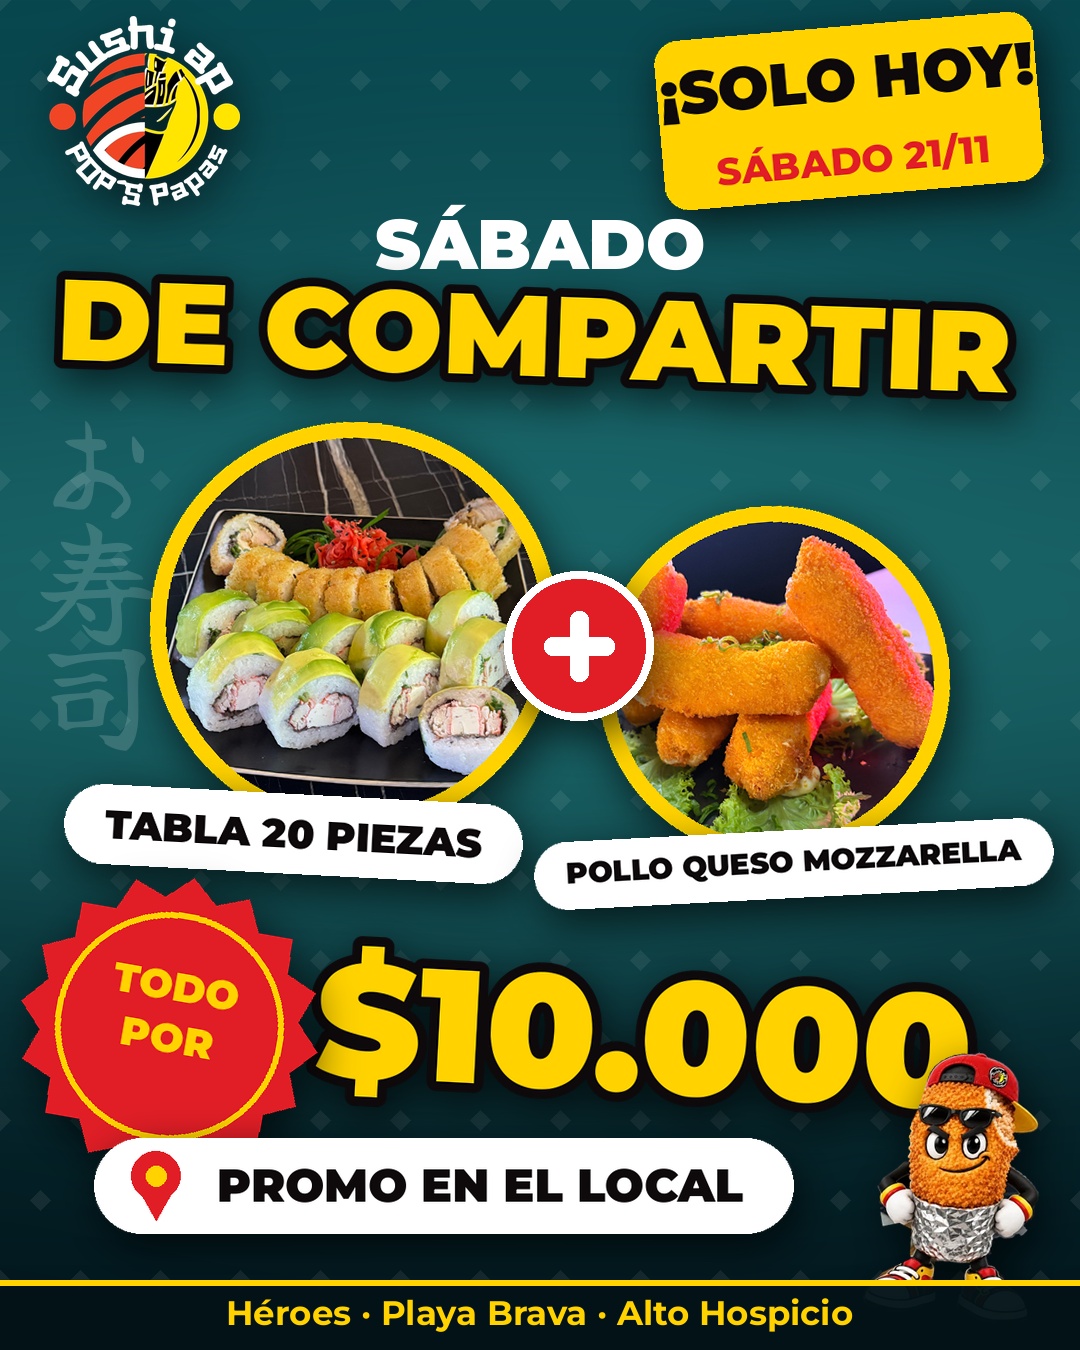 Sushi ap
POP'S Papas
¡SOLO HOY!
SÁBADO 21/11
SÁBADO
DE COMPARTIR
お寿司
TABLA 20 PIEZAS
POLLO QUESO MOZZARELLA
TODO
POR
$10.000
PROMO EN EL LOCAL
Héroes · Playa Brava · Alto Hospicio